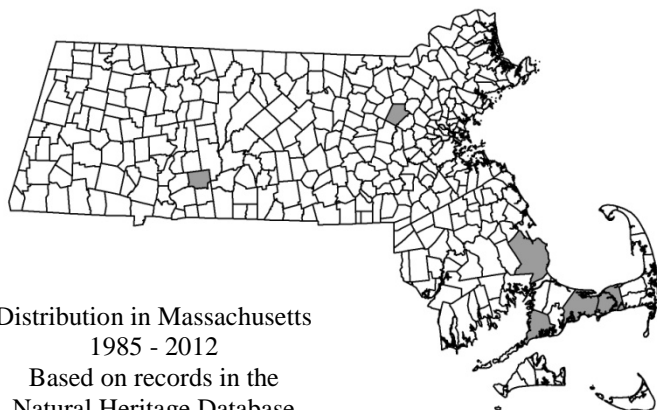 Distribution in Massachusetts
1985 - 2012
Based on records in the
Natural Heritage Database